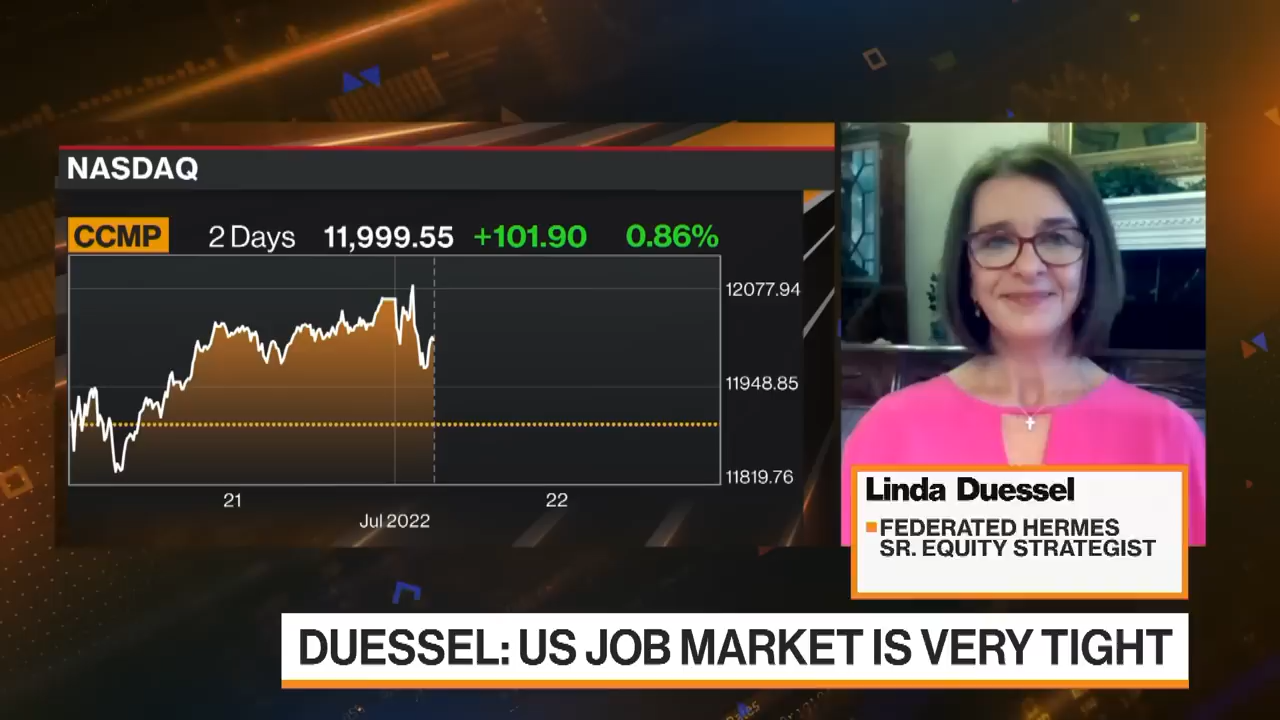 NASDAQ
CCMP 2 Days 11,999.55 +101.90 0.86%
12077.94
11948.85
11819.76
21 22
Jul 2022
Linda Duessel
FEDERATED HERMES
SR. EQUITY STRATEGIST
DUESSEL: US JOB MARKET IS VERY TIGHT